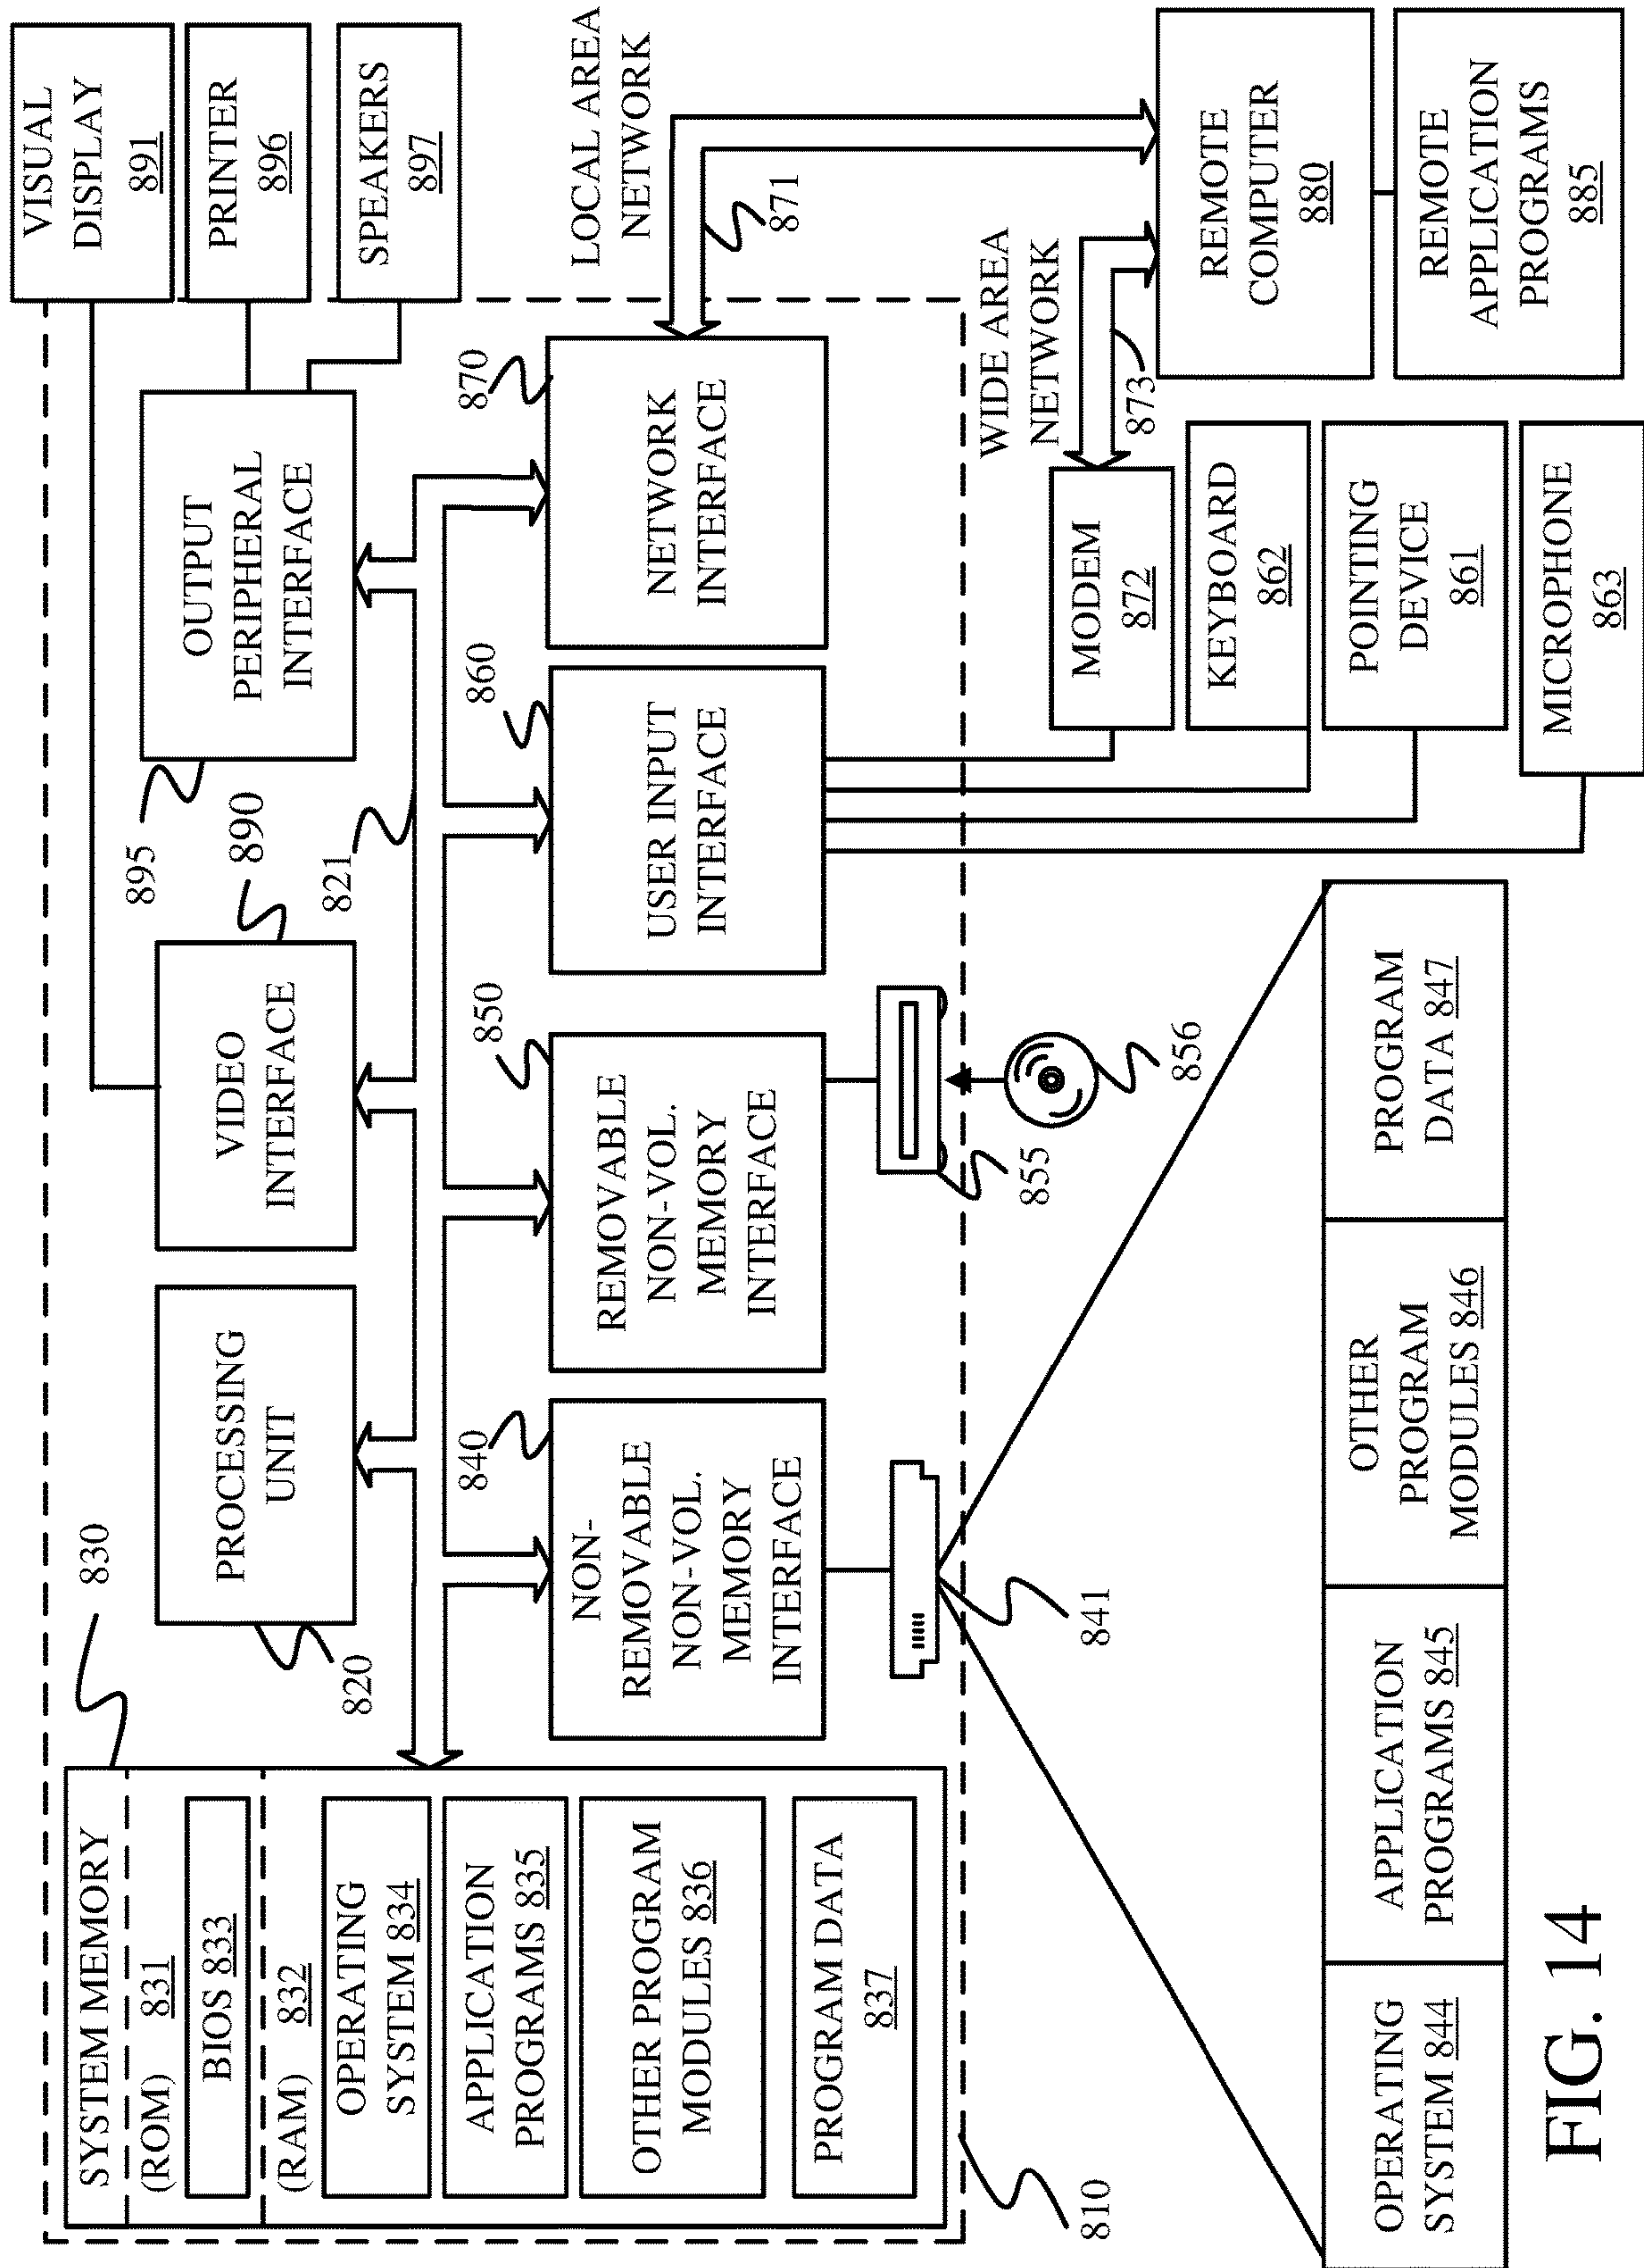 SYSTEM MEMORY
(ROM) 831
BIOS 833
(RAM) 832
OPERATING
SYSTEM 834
APPLICATION
PROGRAMS 835
OTHER PROGRAM
MODULES 836
PROGRAM DATA
837
810
830
PROCESSING
UNIT
820
VIDEO
INTERFACE
890
821
OUTPUT
PERIPHERAL
INTERFACE
895
VISUAL
DISPLAY
891
PRINTER
896
SPEAKERS
897
NON-
REMOVABLE
NON-VOL.
MEMORY
INTERFACE
840
REMOVABLE
NON-VOL.
MEMORY
INTERFACE
850
USER INPUT
INTERFACE
860
NETWORK
INTERFACE
870
LOCAL AREA
NETWORK
871
841
855
856
WIDE AREA
NETWORK
873
MODEM
872
KEYBOARD
862
POINTING
DEVICE
861
MICROPHONE
863
REMOTE
COMPUTER
880
REMOTE
APPLICATION
PROGRAMS
885
OPERATING
SYSTEM 844
APPLICATION
PROGRAMS 845
OTHER
PROGRAM
MODULES 846
PROGRAM
DATA 847
FIG. 14